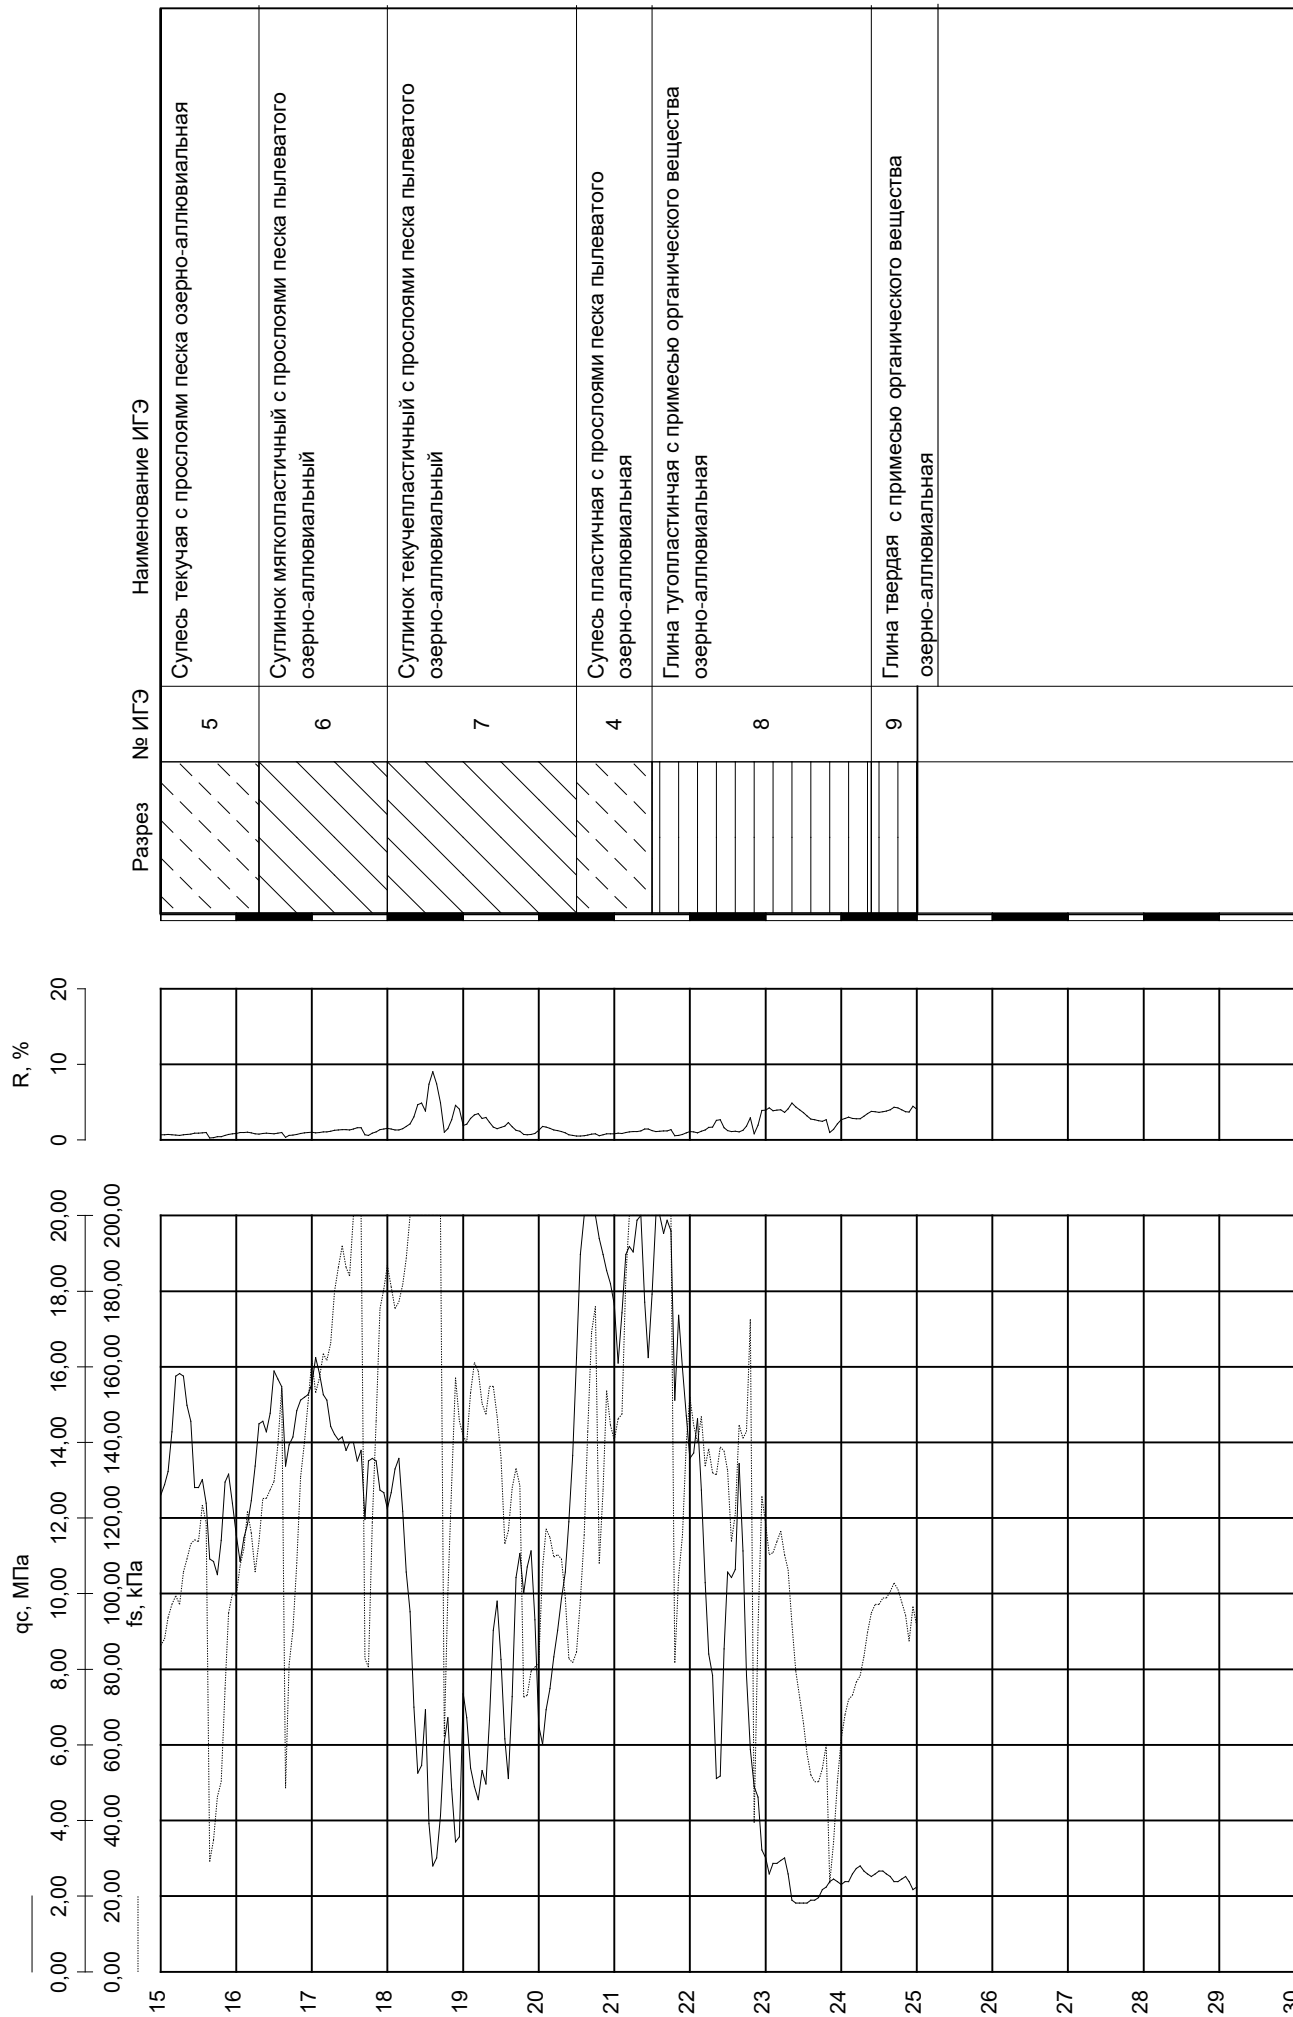 qc, МПа
0,00 2,00 4,00 6,00 8,00 10,00 12,00 14,00 16,00 18,00 20,00
fs, кПа
0,00 20,00 40,00 60,00 80,00 100,00 120,00 140,00 160,00 180,00 200,00
R, %
0 10 20
Разрез
№ ИГЭ
Наименование ИГЭ
15
16
17
18
19
20
21
22
23
24
25
26
27
28
29
30
5
Супесь текучая с прослоями песка озерно-аллювиальная
6
Суглинок мягкопластичный с прослоями песка пылеватого
озерно-аллювиальный
7
Суглинок текучепластичный с прослоями песка пылеватого
озерно-аллювиальный
4
Супесь пластичная с прослоями песка пылеватого
озерно-аллювиальная
8
Глина тугопластинчая с примесью органического вещества
озерно-аллювиальная
9
Глина твердая с примесью органического вещества
озерно-аллювиальная